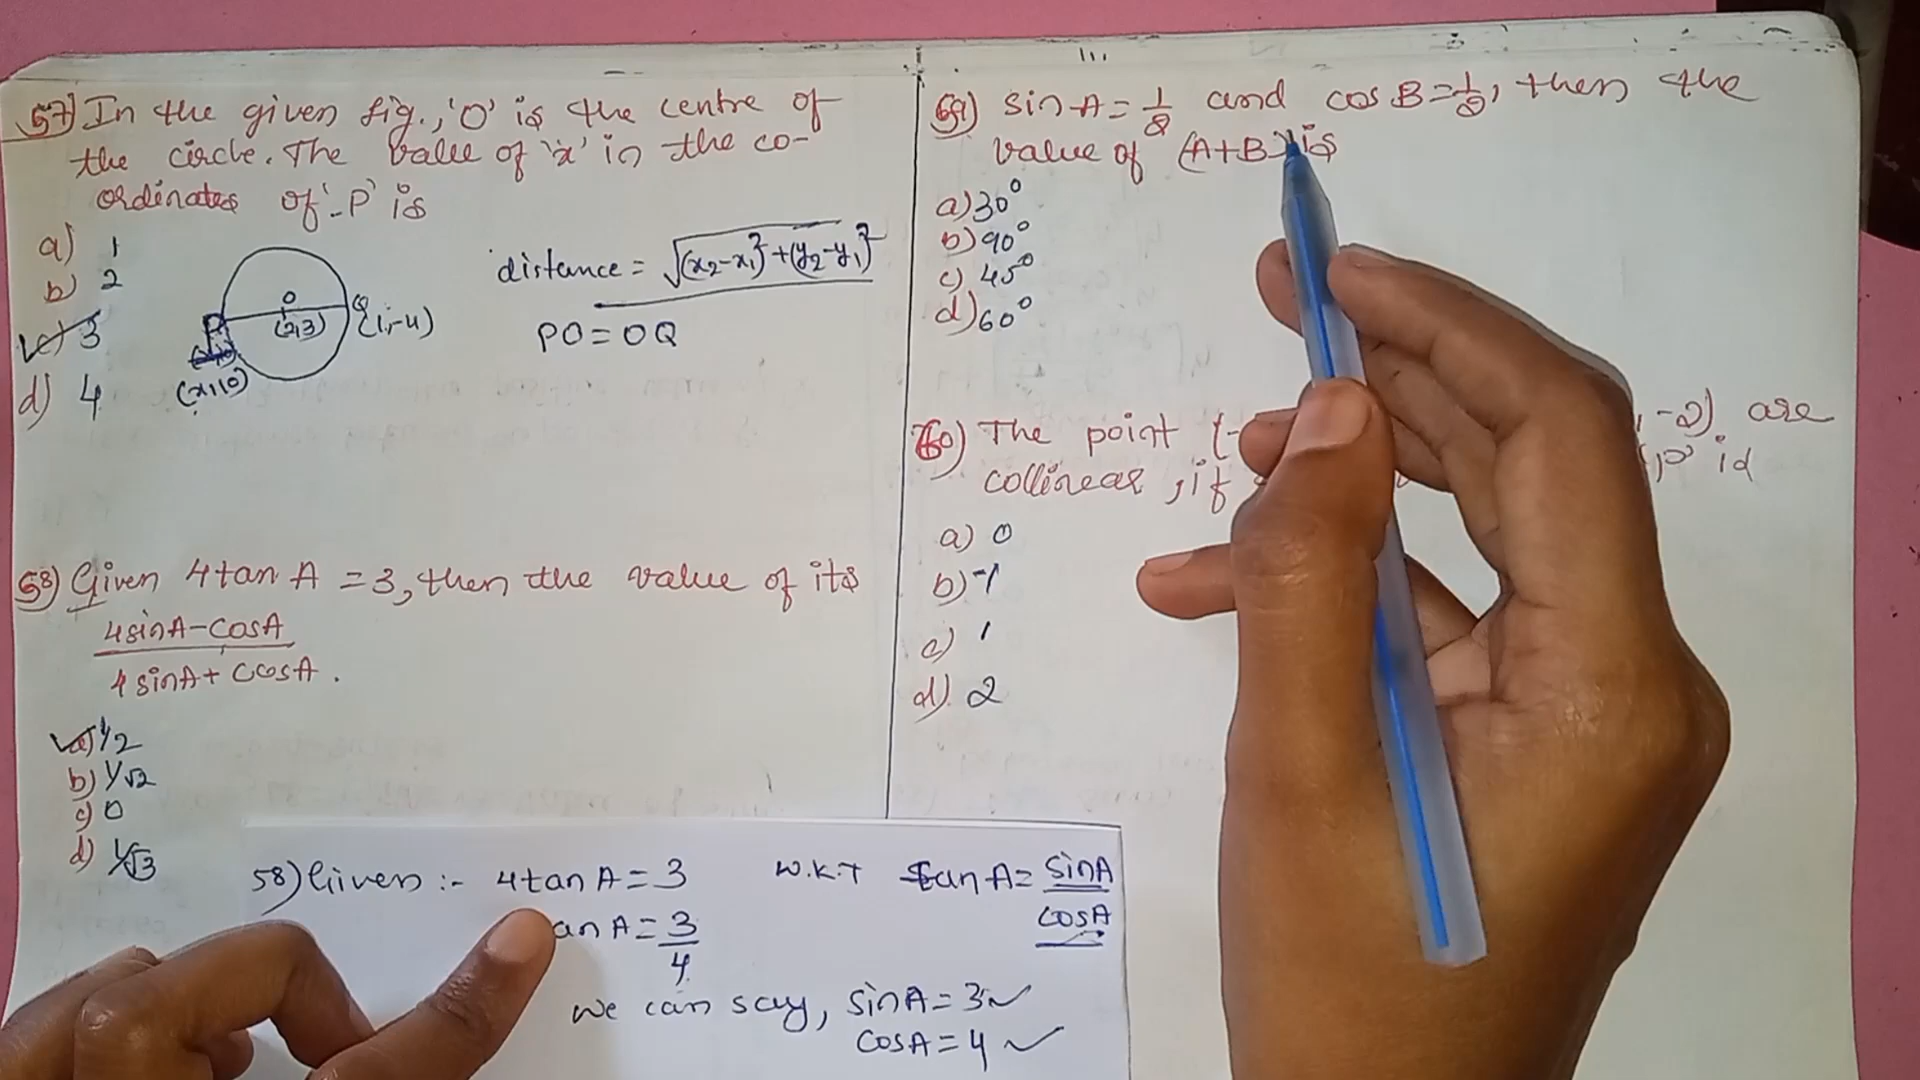 57) In the given fig., 'O' is the centre of
the circle. The value of 'x' in the co-
ordinates of 'P' is
a) 1
b) 2
c) 3
d) 4
O
(2,3)
Q(1,-4)
P
(x,10)
distance = √(x₂-x₁)²+(y₂-y₁)²
PO = OQ
58) Given 4tan A = 3, then the value of its
4sinA-cosA
4sinA+CcosA.
a) 1/2
b) 1/√2
c) 0
d) 1/√3
58) Given :- 4tan A = 3 W.K.T tan A = sinA
cosA
an A = 3
4
we can say, sinA = 3
cosA = 4
59) sin A = 1/2 and cos B = 1/2, then the
value of (A+B) is
a) 30°
b) 90°
c) 45°
d) 60°
60) The point (- , -2) are
collinear, if 'p' id
a) 0
b) -1
c) 1
d) 2